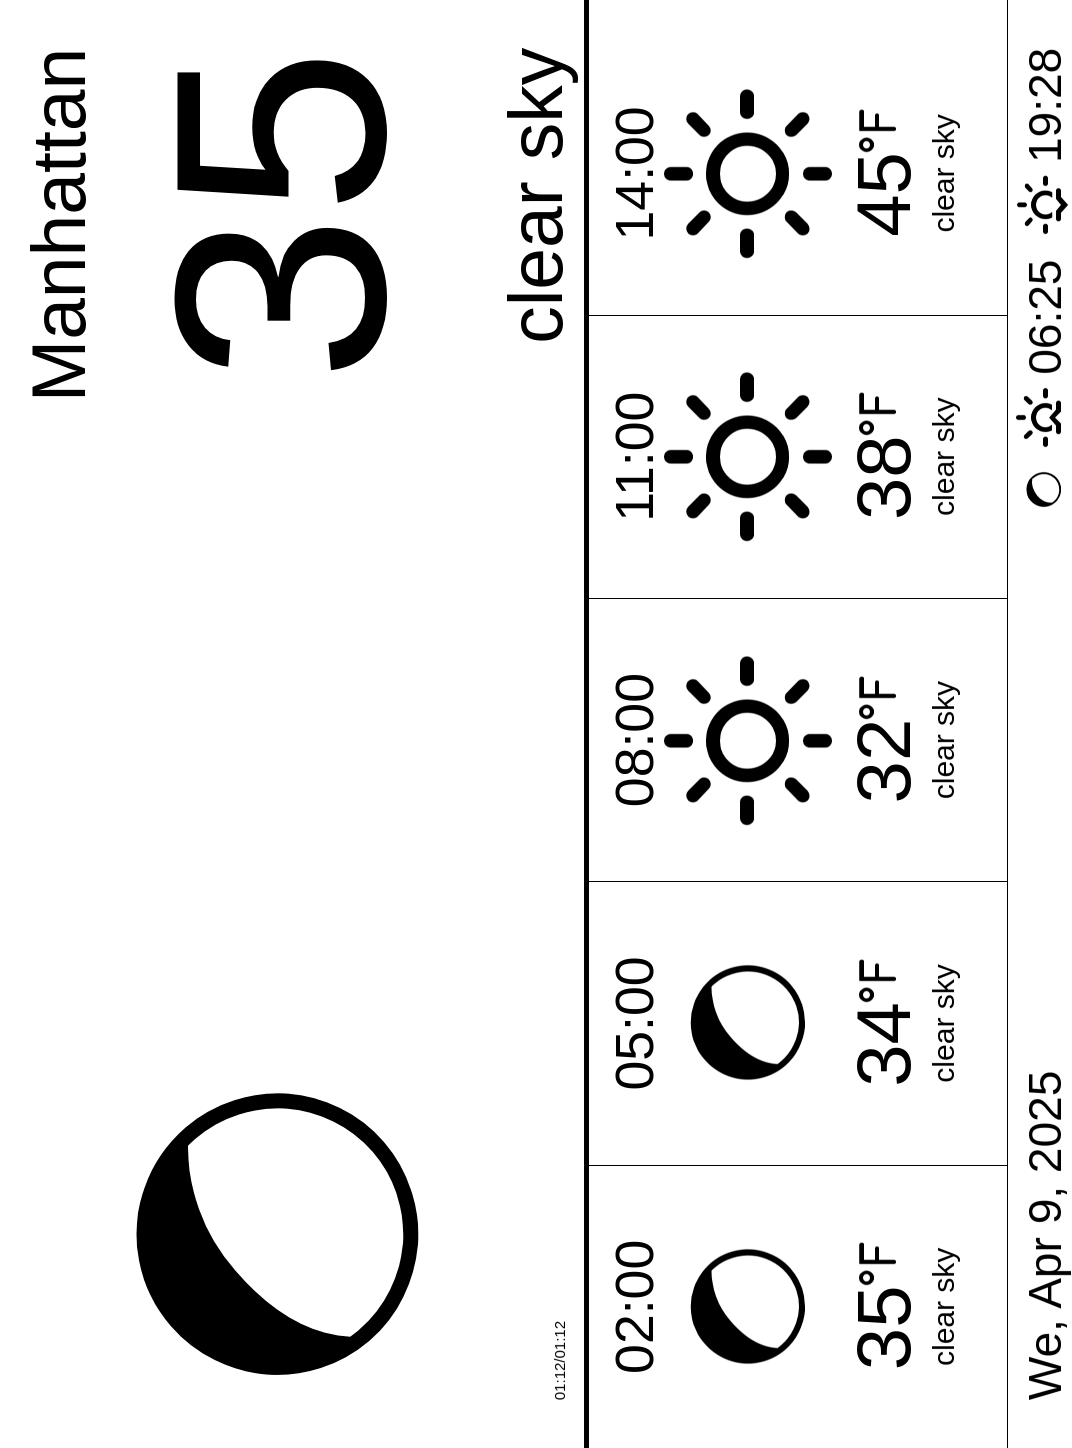 Manhattan
35
clear sky
01:12/01:12
02:00 05:00 08:00 11:00 14:00
35°F 34°F 32°F 38°F 45°F
clear sky clear sky clear sky clear sky clear sky
We, Apr 9, 2025 06:25 19:28